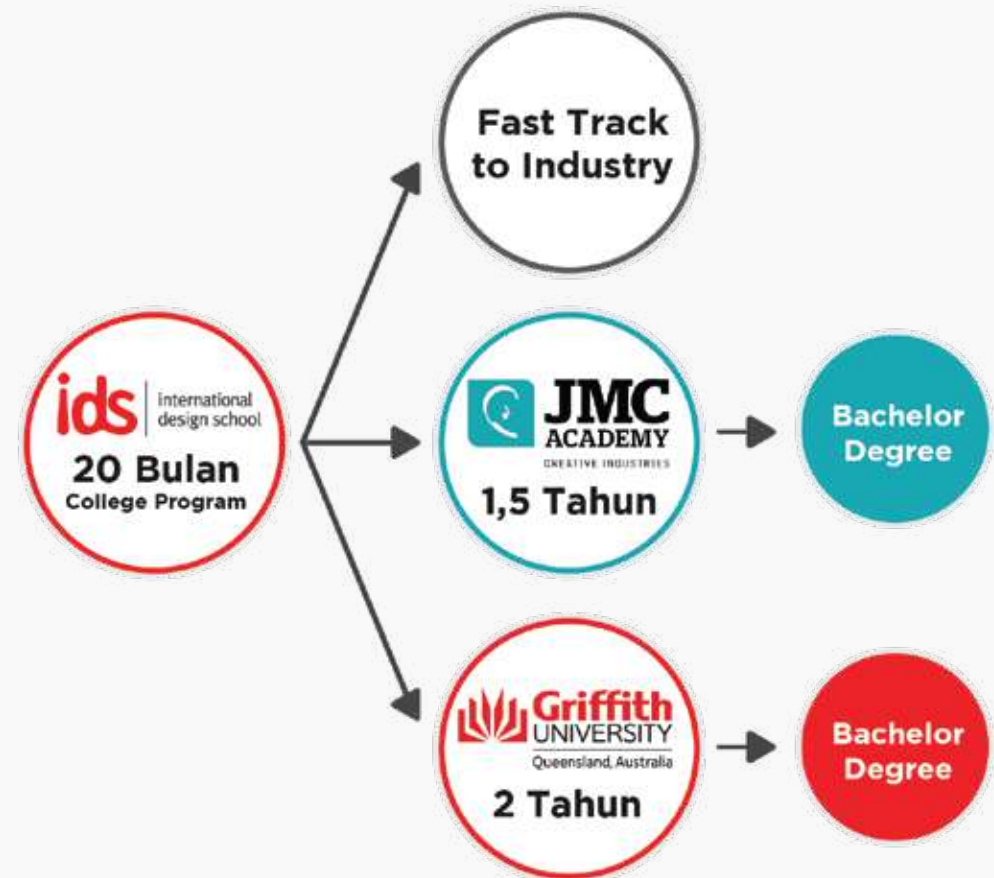 Fast Track
to Industry
ids
international
design school
20 Bulan
College Program
JMC
ACADEMY
CREATIVE INDUSTRIES
1,5 Tahun
Bachelor
Degree
Griffith
UNIVERSITY
Queensland, Australia
2 Tahun
Bachelor
Degree